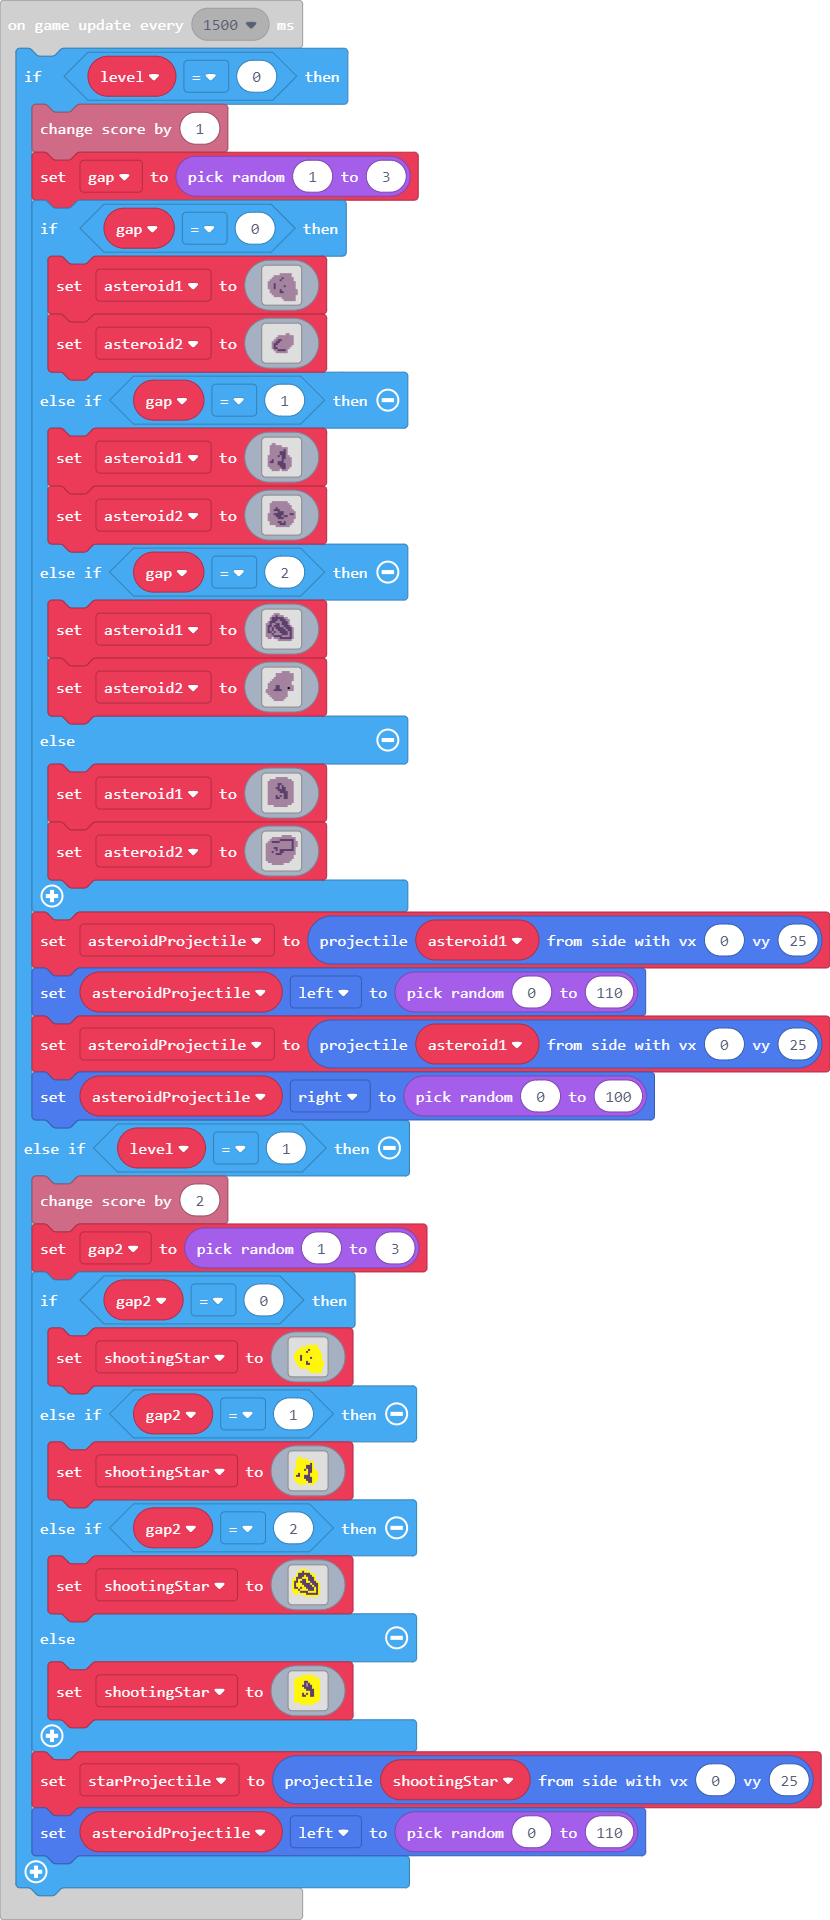 on game update every 1500 ms
if level = 0 then
change score by 1
set gap to pick random 1 to 3
if gap = 0 then
set asteroid1 to
set asteroid2 to
else if gap = 1 then
set asteroid1 to
set asteroid2 to
else if gap = 2 then
set asteroid1 to
set asteroid2 to
else
set asteroid1 to
set asteroid2 to
set asteroidProjectile to projectile asteroid1 from side with vx 0 vy 25
set asteroidProjectile left to pick random 0 to 110
set asteroidProjectile to projectile asteroid1 from side with vx 0 vy 25
set asteroidProjectile right to pick random 0 to 100
else if level = 1 then
change score by 2
set gap2 to pick random 1 to 3
if gap2 = 0 then
set shootingStar to
else if gap2 = 1 then
set shootingStar to
else if gap2 = 2 then
set shootingStar to
else
set shootingStar to
set starProjectile to projectile shootingStar from side with vx 0 vy 25
set asteroidProjectile left to pick random 0 to 110